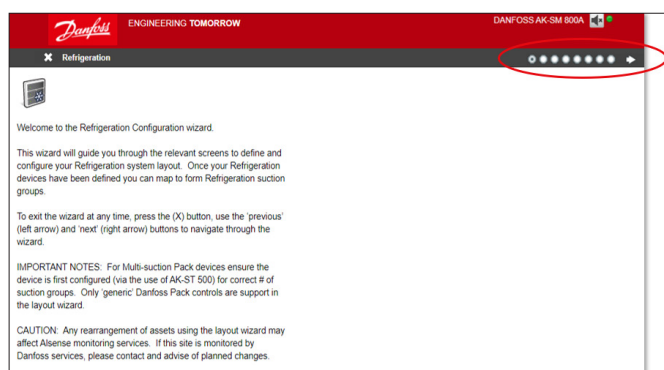 Danfoss
ENGINEERING TOMORROW
DANFOSS AK-SM 800A
X Refrigeration
Welcome to the Refrigeration Configuration wizard.
This wizard will guide you through the relevant screens to define and
configure your Refrigeration system layout. Once your Refrigeration
devices have been defined you can map to form Refrigeration suction
groups.
To exit the wizard at any time, press the (X) button, use the 'previous'
(left arrow) and 'next' (right arrow) buttons to navigate through the
wizard.
IMPORTANT NOTES: For Multi-suction Pack devices ensure the
device is first configured (via the use of AK-ST 500) for correct # of
suction groups. Only 'generic' Danfoss Pack controls are support in
the layout wizard.
CAUTION: Any rearrangement of assets using the layout wizard may
affect Alsense monitoring services. If this site is monitored by
Danfoss services, please contact and advise of planned changes.